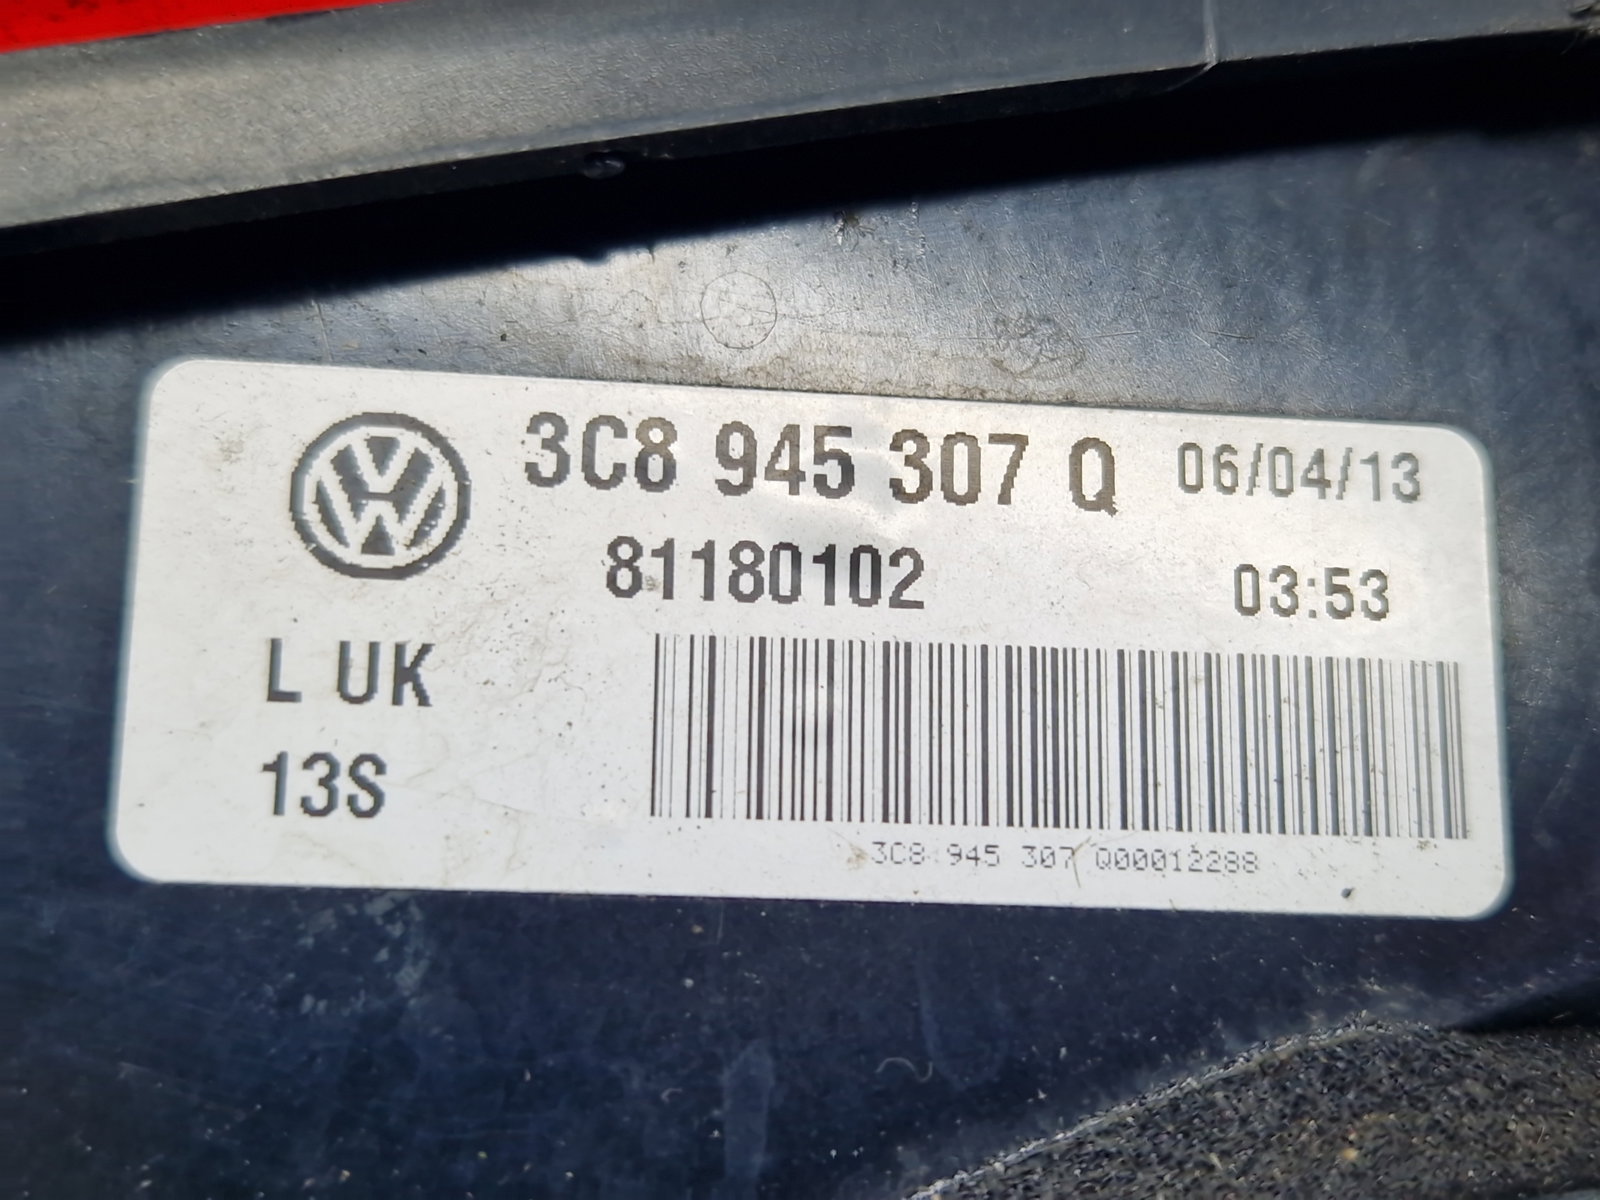 3C8 945 307 Q 06/04/13
81180102 03:53
L UK
13S
3C8 945 307 Q00012288